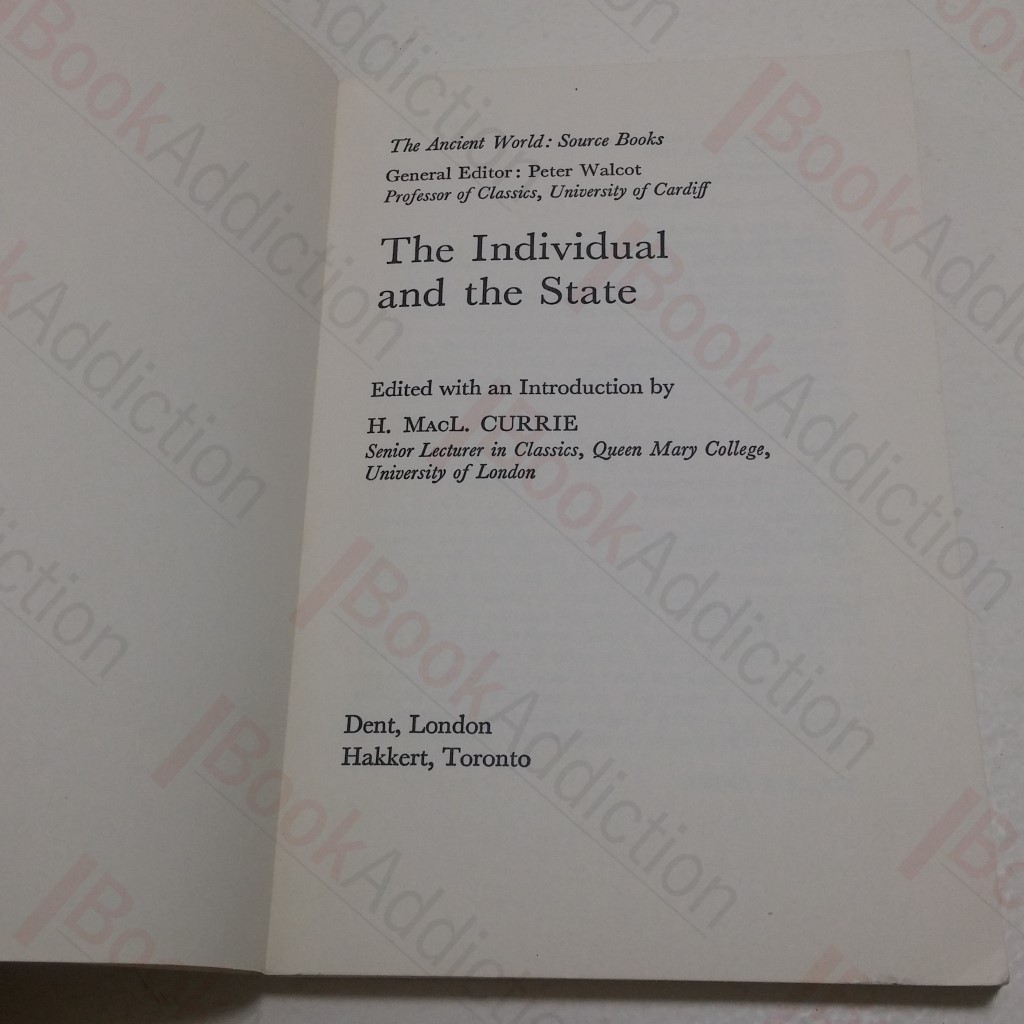 The Ancient World: Source Books
General Editor: Peter Walcot
Professor of Classics, University of Cardiff
The Individual
and the State
Edited with an Introduction by
H. MacL. CURRIE
Senior Lecturer in Classics, Queen Mary College,
University of London
Dent, London
Hakkert, Toronto
BookAddiction